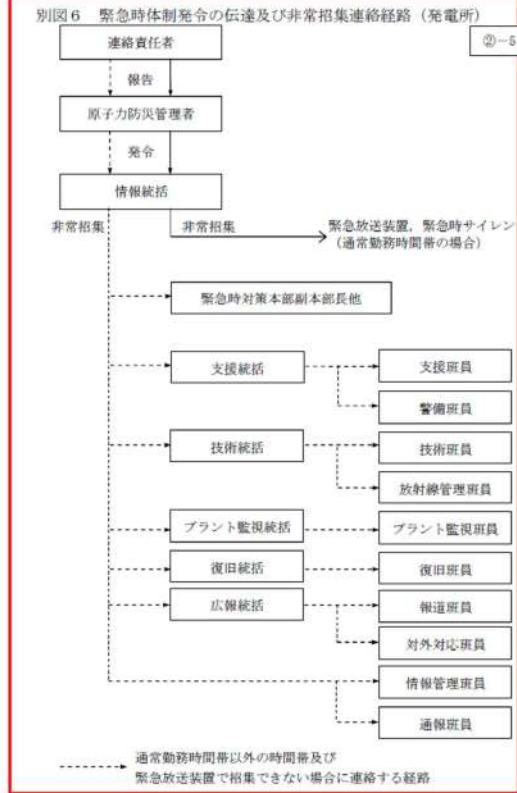 別図6 緊急時体制発令の伝達及び非常招集連絡経路（発電所）
②-5
連絡責任者
報告
原子力防災管理者
発令
情報統括
非常招集
非常招集
緊急放送装置，緊急時サイレン
（通常勤務時間帯の場合）
緊急時対策本部副本部長他
支援統括
支援班員
警備班員
技術統括
技術班員
放射線管理班員
プラント監視統括
プラント監視班員
復旧統括
復旧班員
広報統括
報道班員
対外対応班員
情報管理班員
通報班員
通常勤務時間帯以外の時間帯及び
緊急放送装置で招集できない場合に連絡する経路